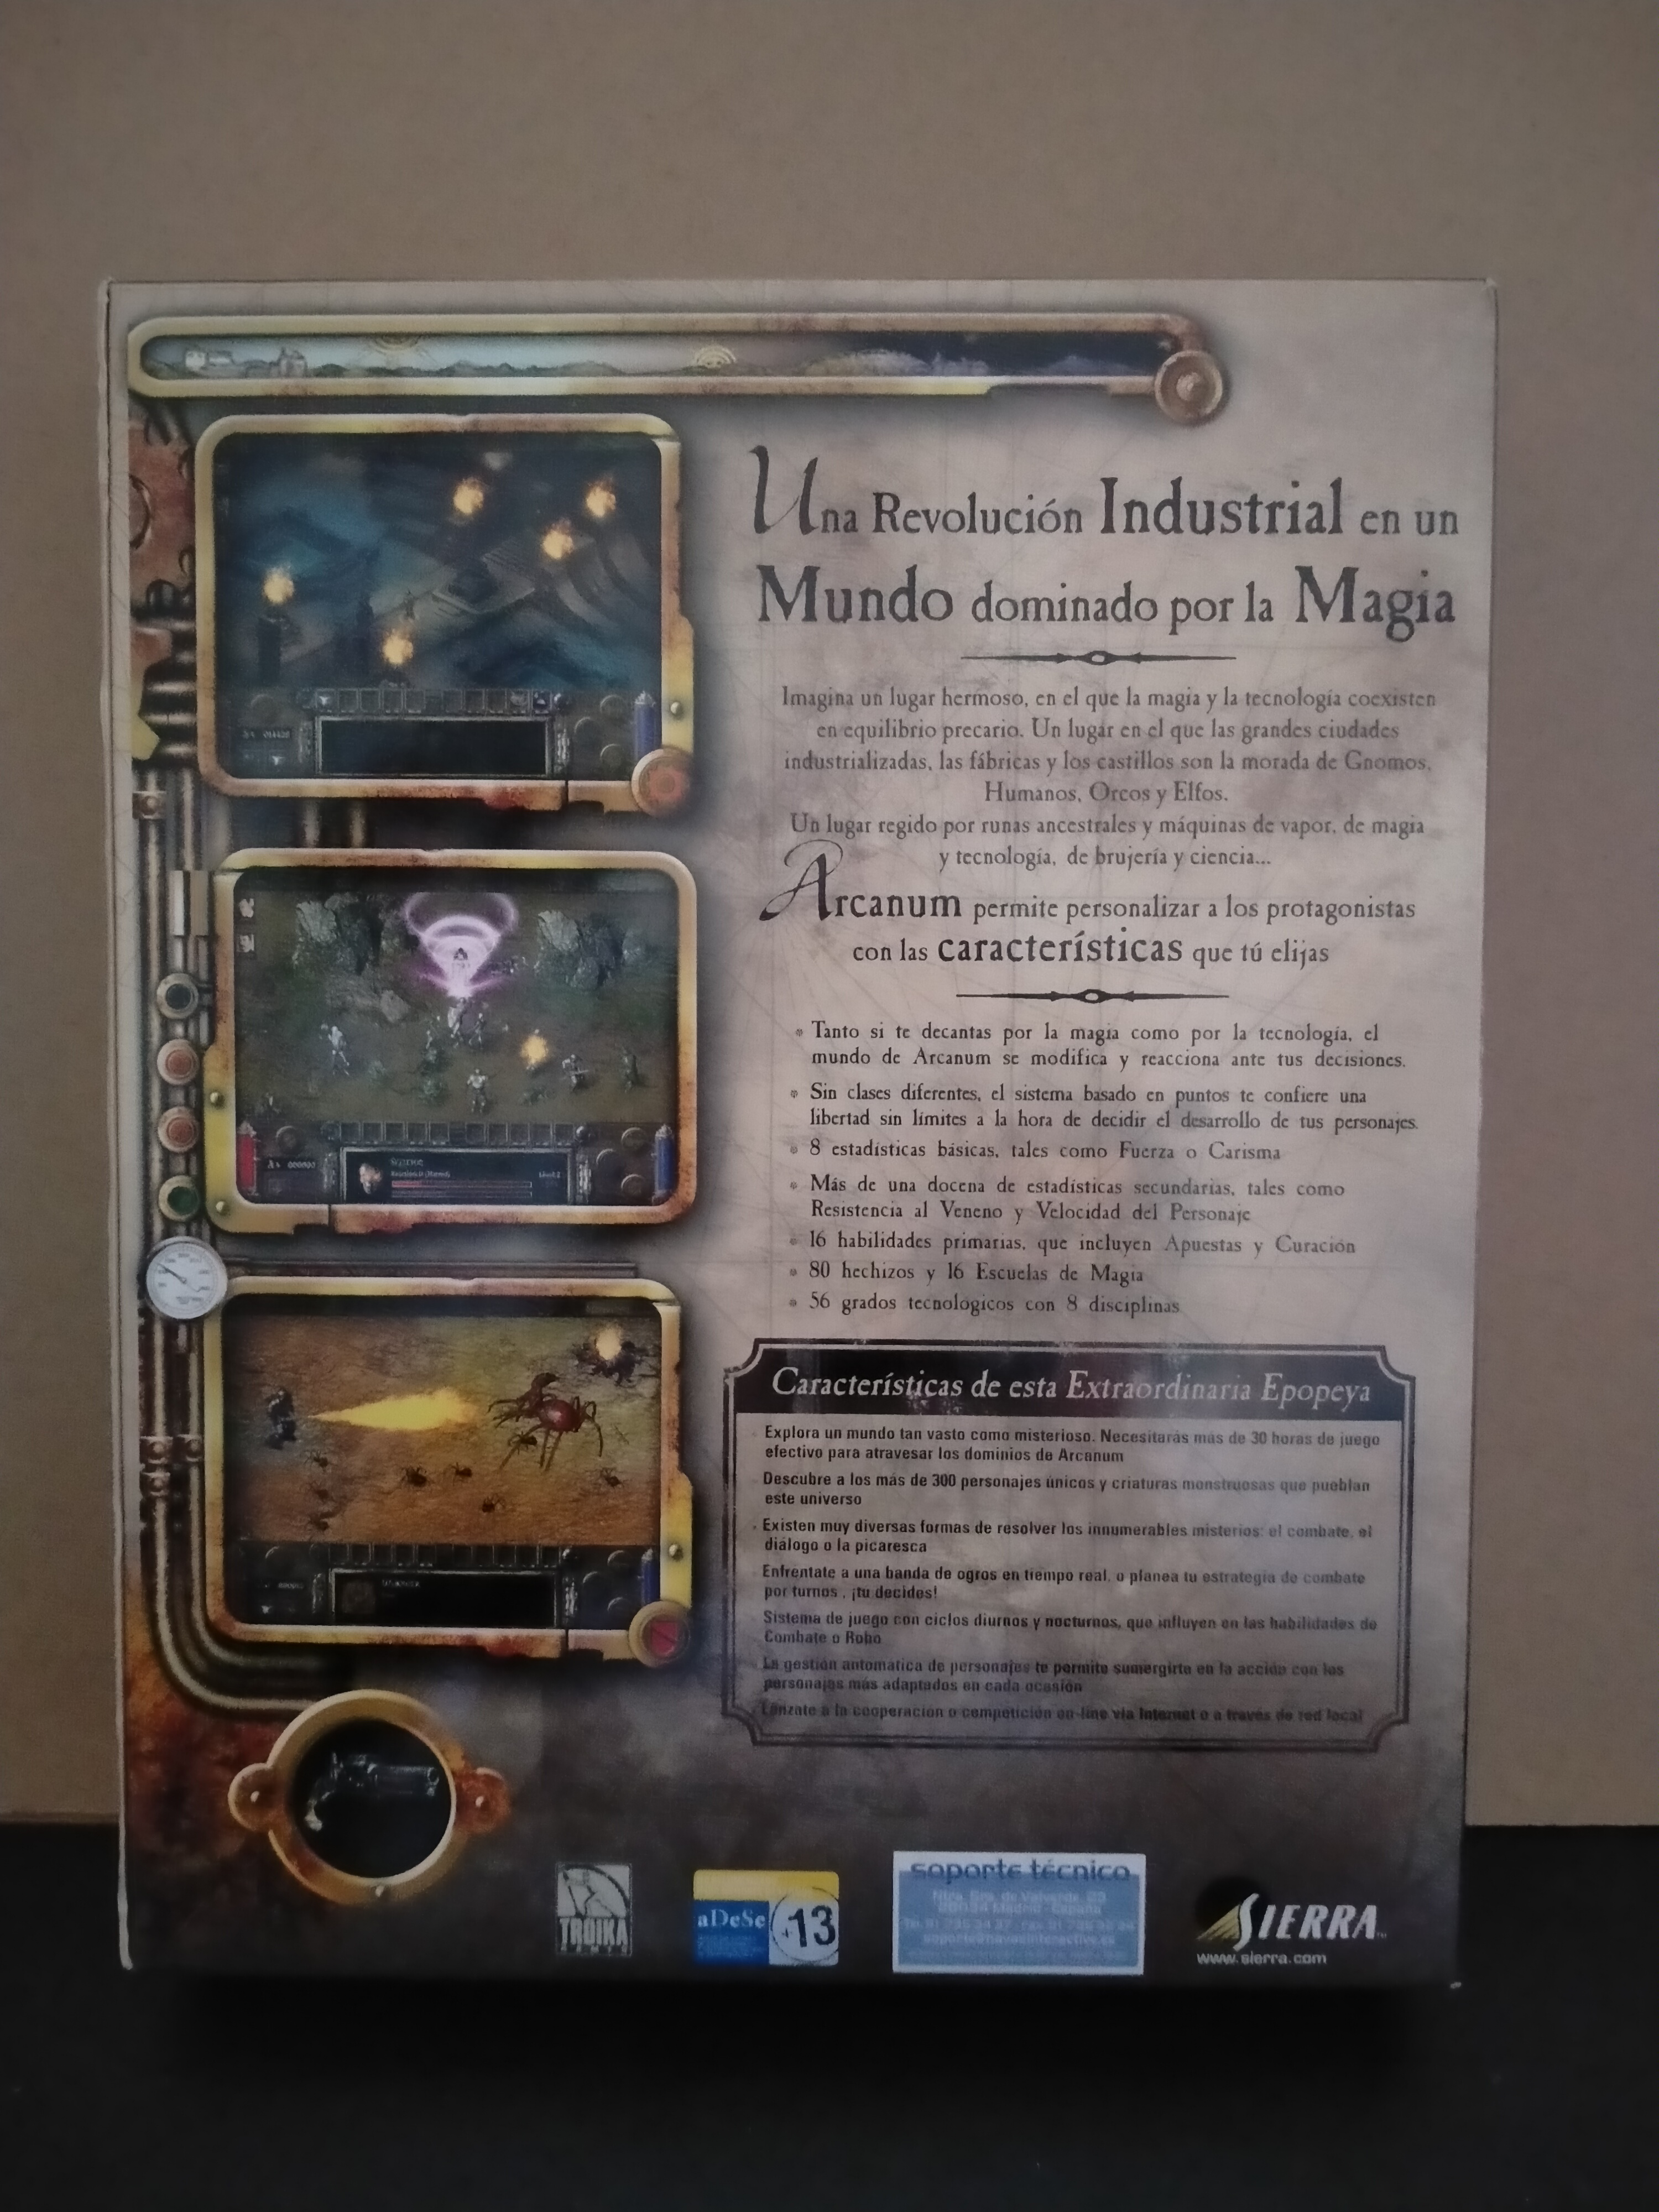 Una Revolución Industrial en un
Mundo dominado por la Magia
Imagina un lugar hermoso, en el que la magia y la tecnología coexisten
en equilibrio precario. Un lugar en el que las grandes ciudades
industrializadas, las fábricas y los castillos son la morada de Gnomos,
Humanos, Orcos y Elfos.
Un lugar regido por runas ancestrales y máquinas de vapor, de magia
y tecnología, de brujería y ciencia...
Arcanum permite personalizar a los protagonistas
con las características que tú elijas
Tanto si te decantas por la magia como por la tecnología, el
mundo de Arcanum se modifica y reacciona ante tus decisiones.
Sin clases diferentes, el sistema basado en puntos te confiere una
libertad sin límites a la hora de decidir el desarrollo de tus personajes.
8 estadísticas básicas, tales como Fuerza o Carisma
Más de una docena de estadísticas secundarias, tales como
Resistencia al Veneno y Velocidad del Personaje
16 habilidades primarias, que incluyen Apuestas y Curación
80 hechizos y 16 Escuelas de Magia
56 grados tecnológicos con 8 disciplinas
Características de esta Extraordinaria Epopeya
Explora un mundo tan vasto como misterioso. Necesitarás más de 30 horas de juego
efectivo para atravesar los dominios de Arcanum
Descubre a los más de 300 personajes únicos y criaturas monstruosas que pueblan
este universo
Existen muy diversas formas de resolver los innumerables misterios: el combate, el
diálogo o la picaresca
Enfréntate a una banda de ogros en tiempo real, o planea tu estrategia de combate
por turnos , ¡tu decides!
Sistema de juego con ciclos diurnos y nocturnos, que influyen en las habilidades de
Combate o Robo
La gestión automática de personajes te permite sumergirte en la acción con los
personajes más adaptados en cada ocasión
Lánzate a la cooperación o competición on-line vía Internet o a través de red local
TROIKA
GAMES
aDeSe +13
soporte técnico
Ntra. Sra. de Valverde, 23
28034 Madrid - España
soporte@havasinteractive.es
SIERRA™
www.sierra.com